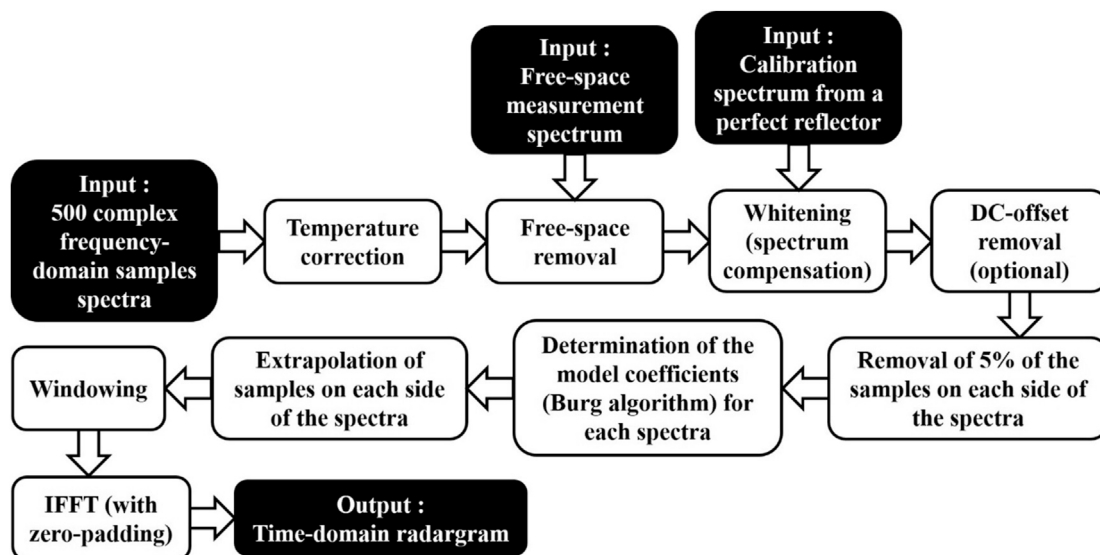 Input :
500 complex
frequency-
domain samples
spectra
Temperature
correction
Input :
Free-space
measurement
spectrum
Free-space
removal
Input :
Calibration
spectrum from a
perfect reflector
Whitening
(spectrum
compensation)
DC-offset
removal
(optional)
Removal of 5% of the
samples on each side of
the spectra
Determination of the
model coefficients
(Burg algorithm) for
each spectra
Extrapolation of
samples on each side
of the spectra
Windowing
IFFT (with
zero-padding)
Output :
Time-domain radargram